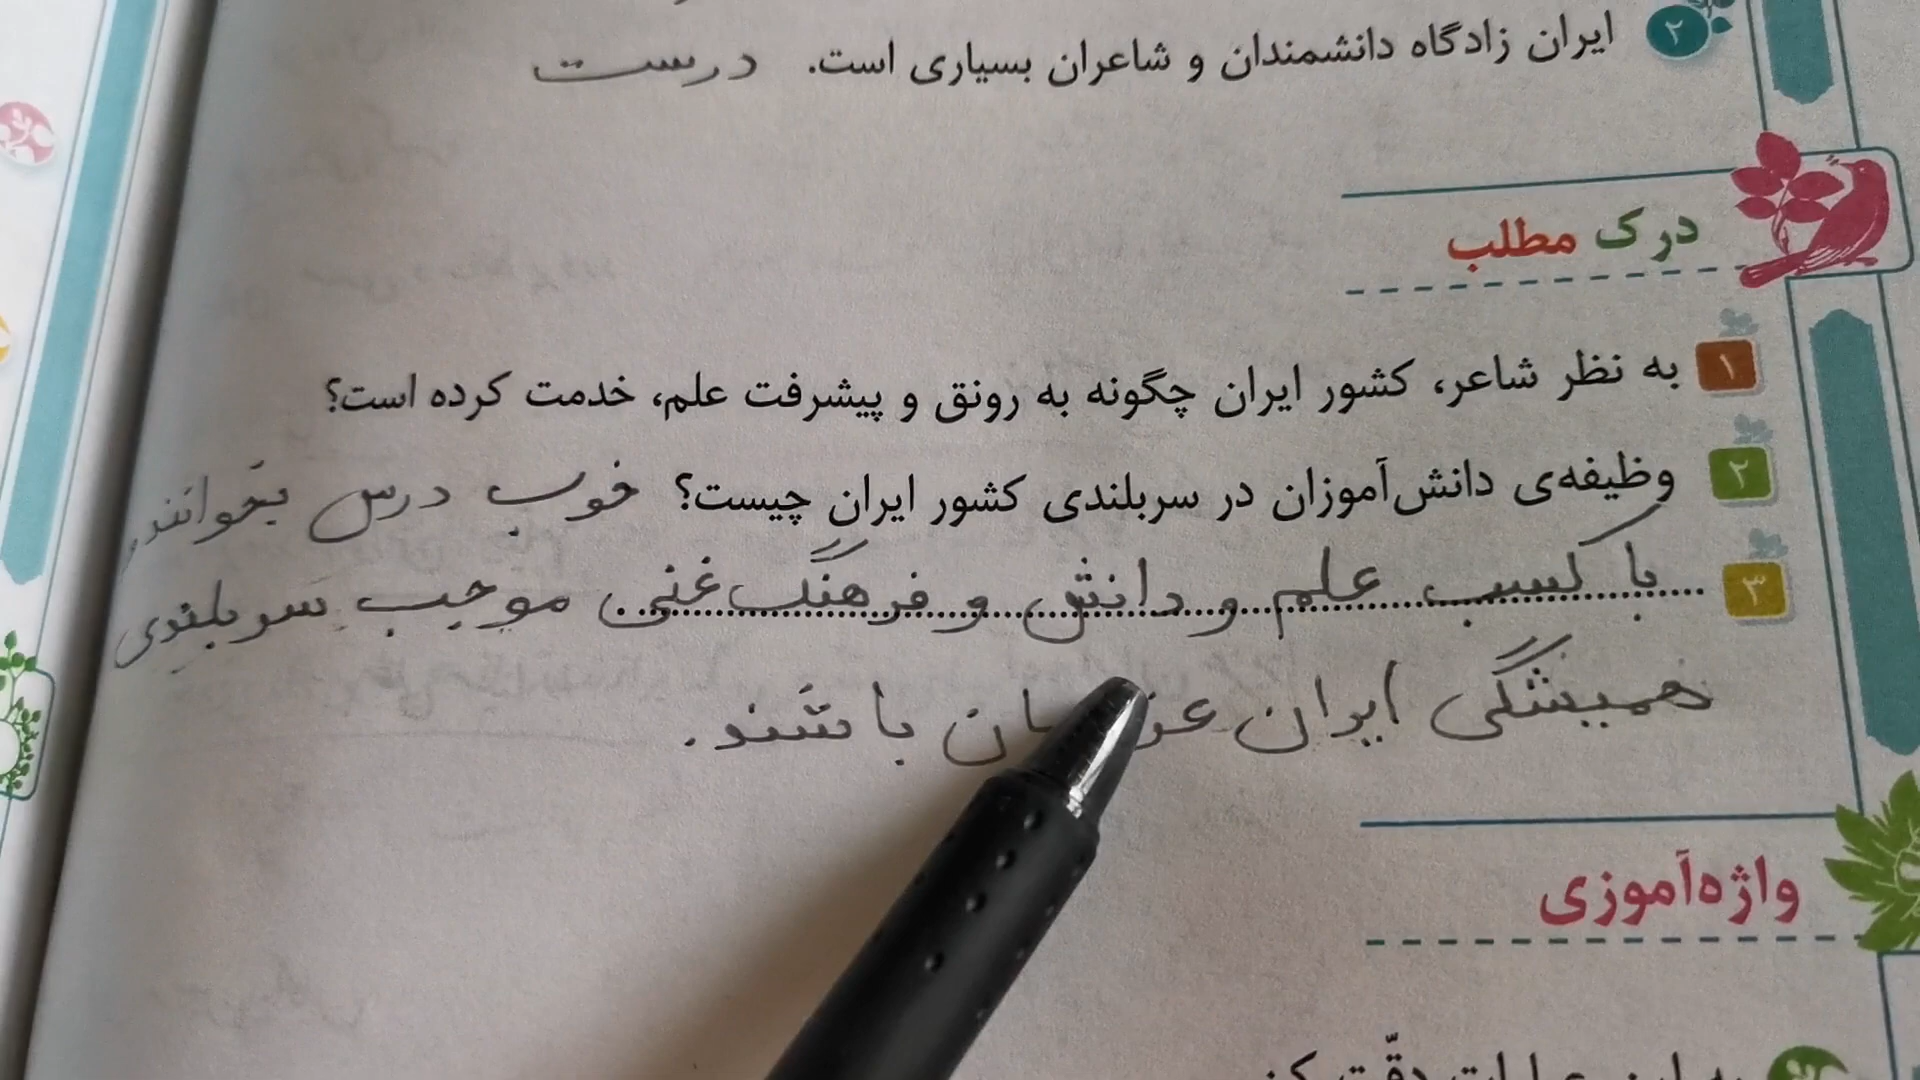 ۲ ایران زادگاه دانشمندان و شاعران بسیاری است. درست
درک مطلب
۱ به نظر شاعر، کشور ایران چگونه به رونق و پیشرفت علم، خدمت کرده است؟
۲ وظیفه‌ی دانش‌آموزان در سربلندی کشور ایران چیست؟ خوب درس بخوانند
۳ با کسب علم و دانش و فرهنگ غنی موجب سربلندی
همیشگی ایران باشند.
واژه‌آموزی